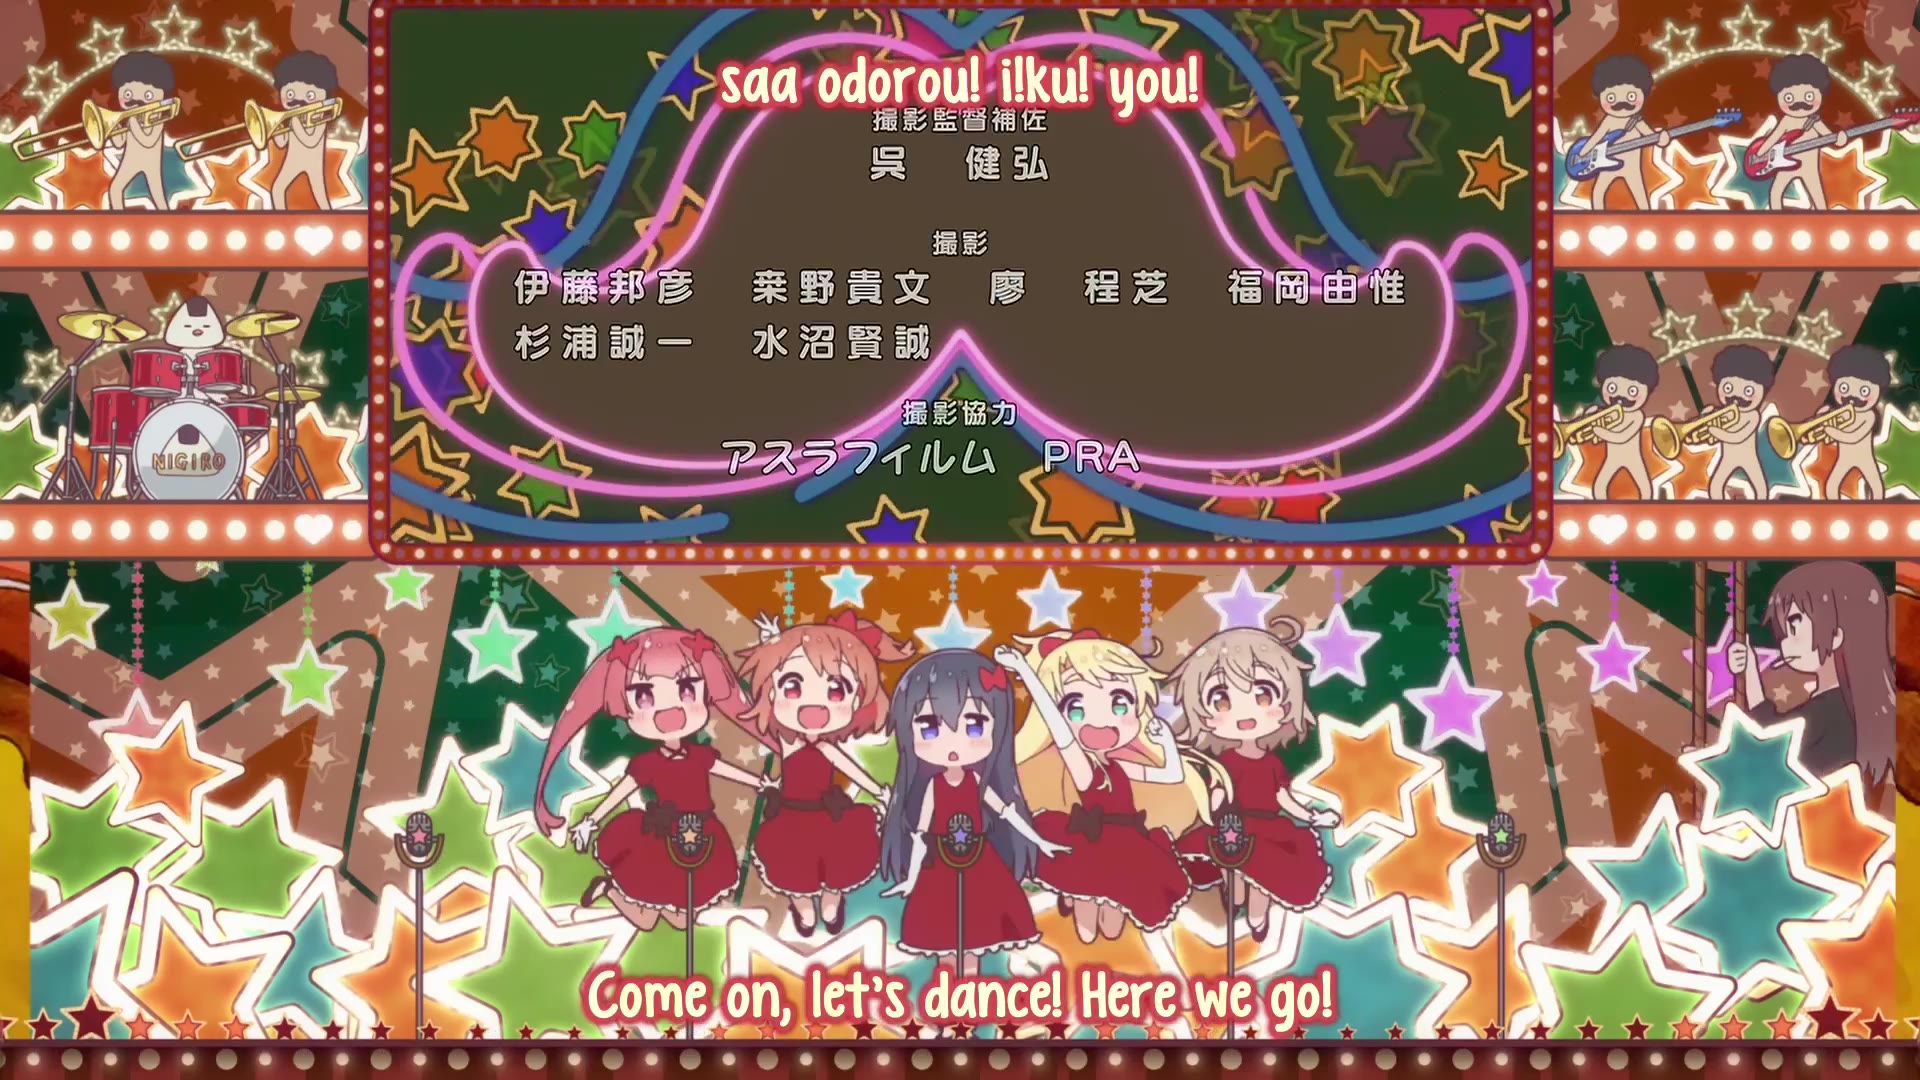 saa odorou! i!ku! you!
撮影監督補佐
呉　健弘
撮影
伊藤邦彦　桒野貴文　廖　程芝　福岡由惟
杉浦誠一　水沼賢誠
撮影協力
アスラフィルム　PRA
NIGIRO
Come on, let's dance! Here we go!